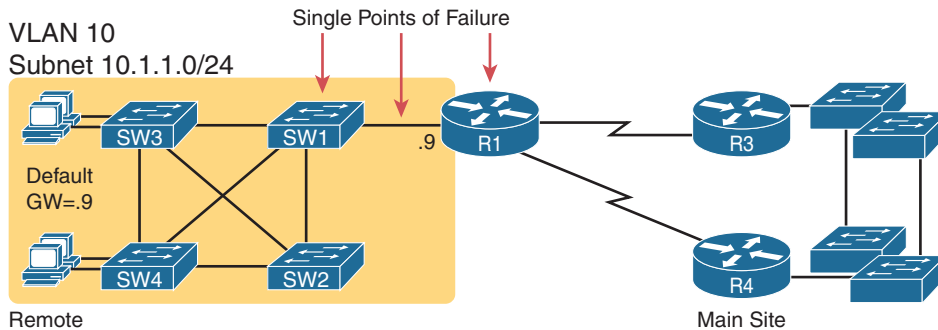 Single Points of Failure
VLAN 10
Subnet 10.1.1.0/24
SW3
SW1
.9
R1
R3
Default
GW=.9
SW4
SW2
R4
Remote
Main Site